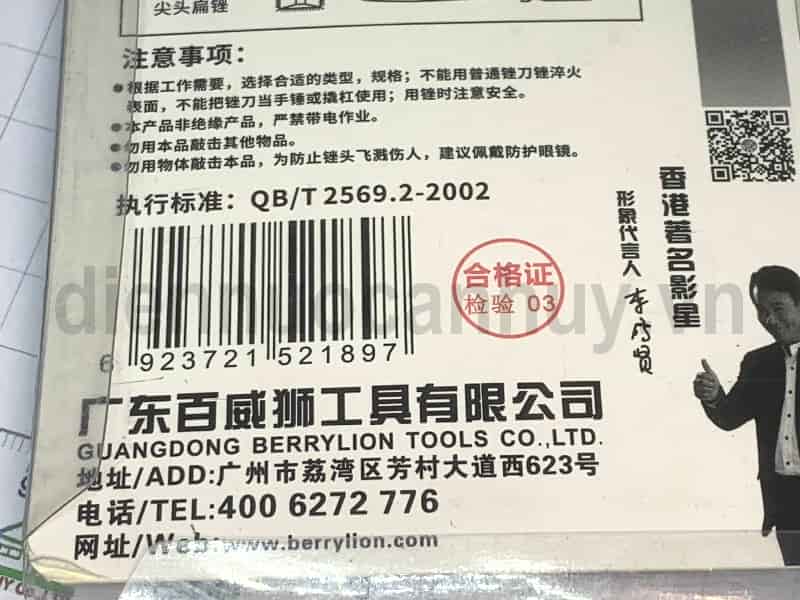 尖头扁锉
注意事项：
●根据工作需要，选择合适的类型，规格；不能用普通锉刀锉淬火
表面，不能把锉刀当手锤或撬杠使用；用锉时注意安全。
●本产品非绝缘产品，严禁带电作业。
●勿用本品敲击其他物品。
●勿用物体敲击本品，为防止锉头飞溅伤人，建议佩戴防护眼镜。
执行标准：QB/T 2569.2-2002
合格证
检验 03
香港著名影星
形象代言人
diennuocanhuy.vn
6 923721 521897
广东百威狮工具有限公司
GUANGDONG BERRYLION TOOLS CO.,LTD.
地址/ADD:广州市荔湾区芳村大道西623号
电话/TEL:400 6272 776
网址/Web:www.berrylion.com